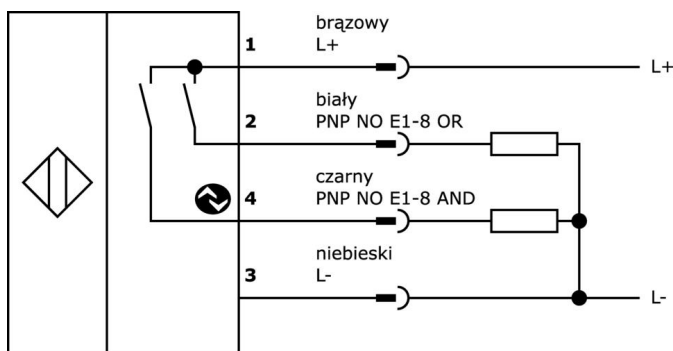 brązowy
1 L+ L+
biały
2 PNP NO E1-8 OR
czarny
4 PNP NO E1-8 AND
niebieski
3 L- L-